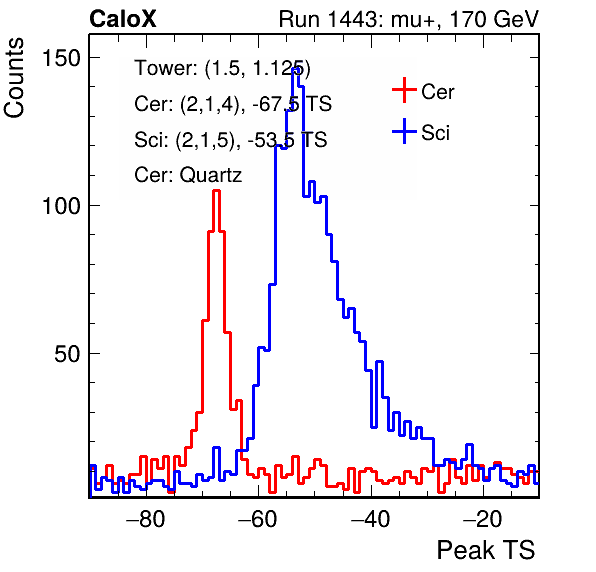 CaloX Run 1443: mu+, 170 GeV
Counts
150
100
50
Tower: (1.5, 1.125)
Cer: (2,1,4), -67.5 TS
Sci: (2,1,5), -53.5 TS
Cer: Quartz
Cer
Sci
−80 −60 −40 −20
Peak TS